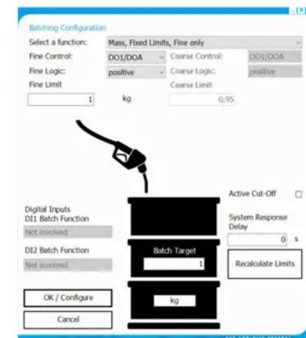 Batching Configuration
Select a function: Mass, Fixed Limits, Fine only
Fine Control: DO1/DOA Coarse Control: DO1/DOA
Fine Logic: positive Coarse Logic: positive
Fine Limit Coarse Limit
1 kg 0,95
Active Cut-Off
Digital Inputs
DI1 Batch Function
Not involved
System Response
Delay
0 s
DI2 Batch Function
Not involved
Batch Target
1
Recalculate Limits
OK / Configure
kg
Cancel